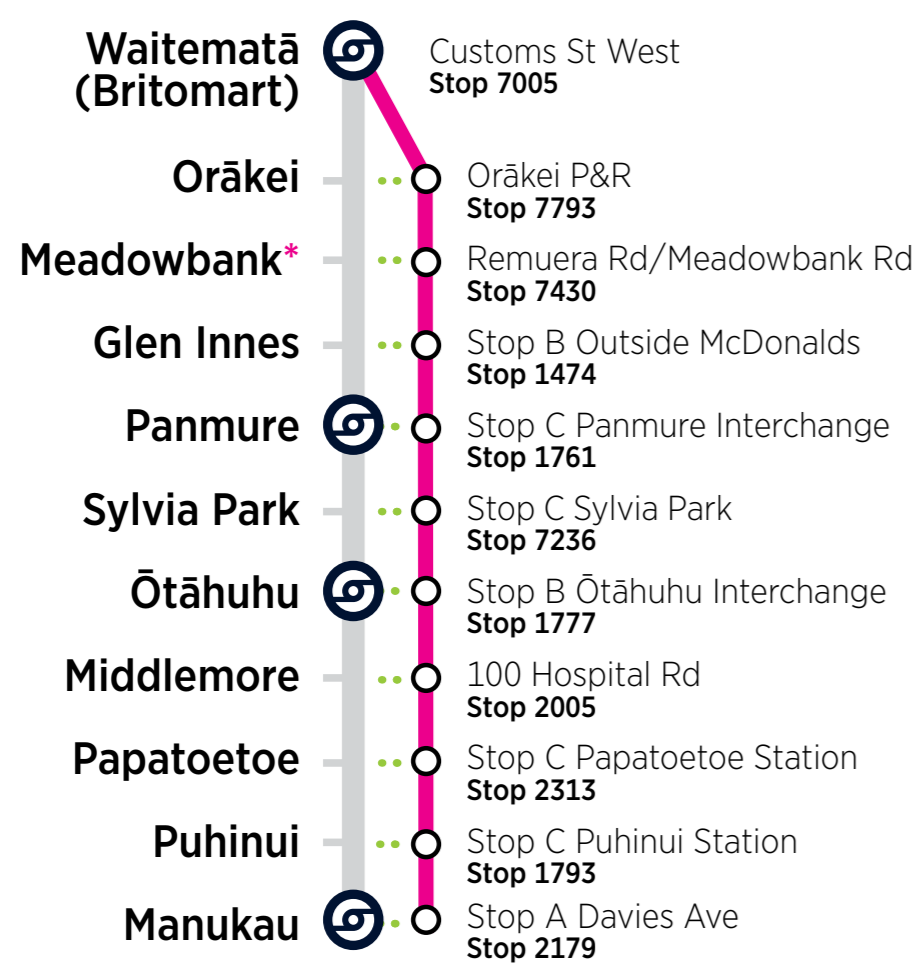 Waitematā
(Britomart)
Customs St West
Stop 7005
Orākei
Orākei P&R
Stop 7793
Meadowbank*
Remuera Rd/Meadowbank Rd
Stop 7430
Glen Innes
Stop B Outside McDonalds
Stop 1474
Panmure
Stop C Panmure Interchange
Stop 1761
Sylvia Park
Stop C Sylvia Park
Stop 7236
Ōtāhuhu
Stop B Ōtāhuhu Interchange
Stop 1777
Middlemore
100 Hospital Rd
Stop 2005
Papatoetoe
Stop C Papatoetoe Station
Stop 2313
Puhinui
Stop C Puhinui Station
Stop 1793
Manukau
Stop A Davies Ave
Stop 2179